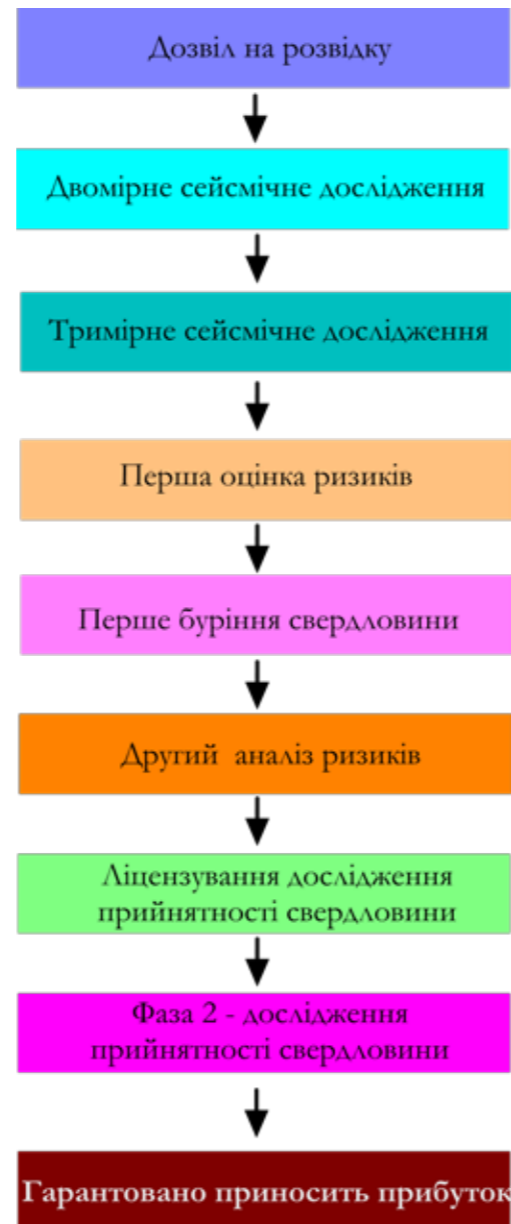 Дозвіл на розвідку
Двомірне сейсмічне дослідження
Тримірне сейсмічне дослідження
Перша оцінка ризиків
Перше буріння свердловини
Другий аналіз ризиків
Ліцензування дослідження
прийнятності свердловини
Фаза 2 - дослідження
прийнятності свердловини
Гарантовано приносить прибуток